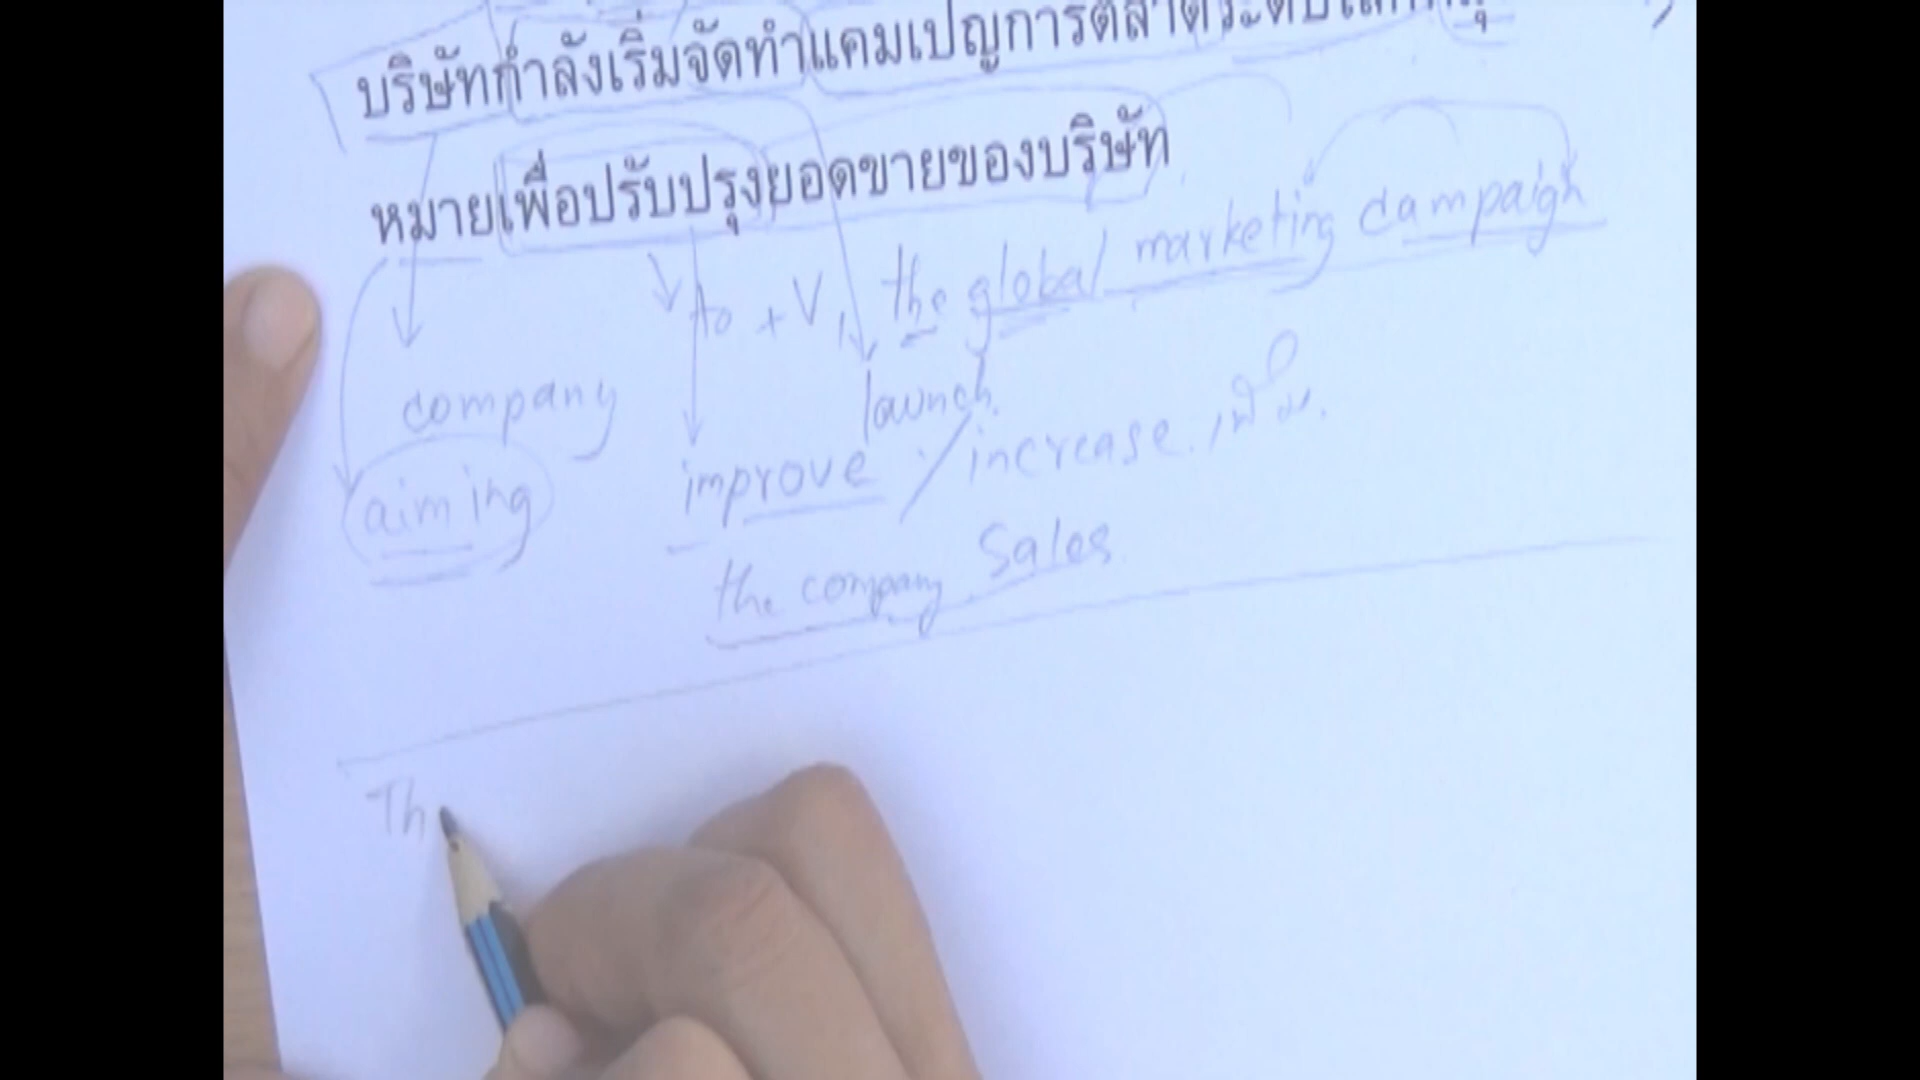 บริษัทกำลังเริ่มจัดทำแคมเปญการตลาดระดับ
หมายเพื่อปรับปรุงยอดขายของบริษัท
the global marketing campaign
to + V1
company
launch
aiming
improve / increase เพิ่ม.
the company sales
Th